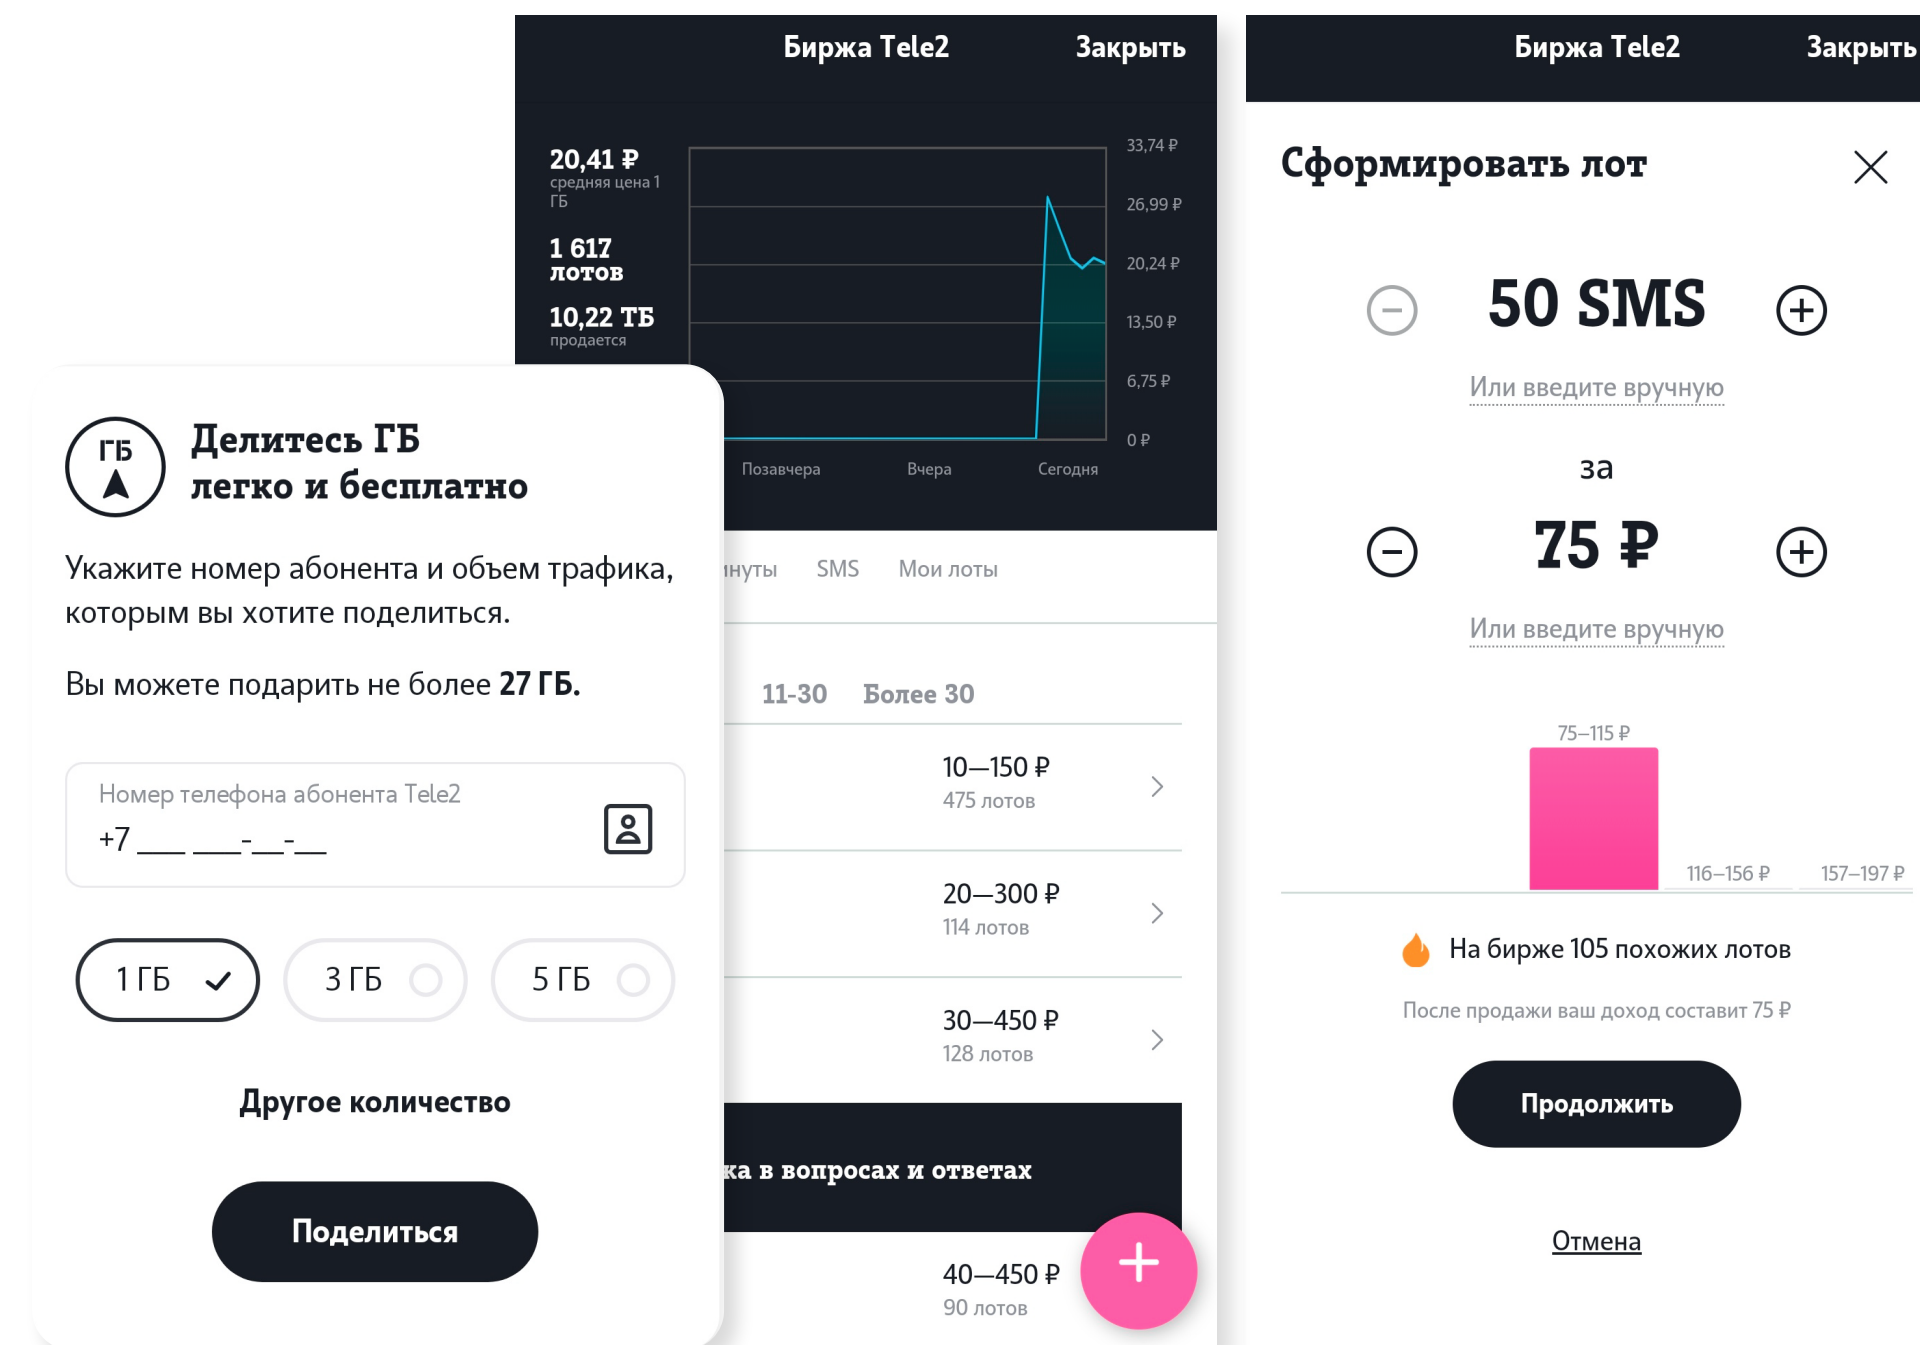 Биржа Tele2
Закрыть
20,41 ₽
средняя цена 1
ГБ
1 617
лотов
10,22 ТБ
продается
33,74 ₽
26,99 ₽
20,24 ₽
13,50 ₽
6,75 ₽
0 ₽
Позавчера
Вчера
Сегодня
SMS
Мои лоты
11-30
Более 30
10—150 ₽
475 лотов
20—300 ₽
114 лотов
30—450 ₽
128 лотов
в вопросах и ответах
40—450 ₽
90 лотов
ГБ
Делитесь ГБ
легко и бесплатно
Укажите номер абонента и объем трафика,
которым вы хотите поделиться.
Вы можете подарить не более 27 ГБ.
Номер телефона абонента Tele2
+7 ___ ___-__-__
1 ГБ
3 ГБ
5 ГБ
Другое количество
Поделиться
Биржа Tele2
Закрыть
Сформировать лот
50 SMS
Или введите вручную
за
75 ₽
Или введите вручную
75–115 ₽
116–156 ₽
157–197 ₽
На бирже 105 похожих лотов
После продажи ваш доход составит 75 ₽
Продолжить
Отмена